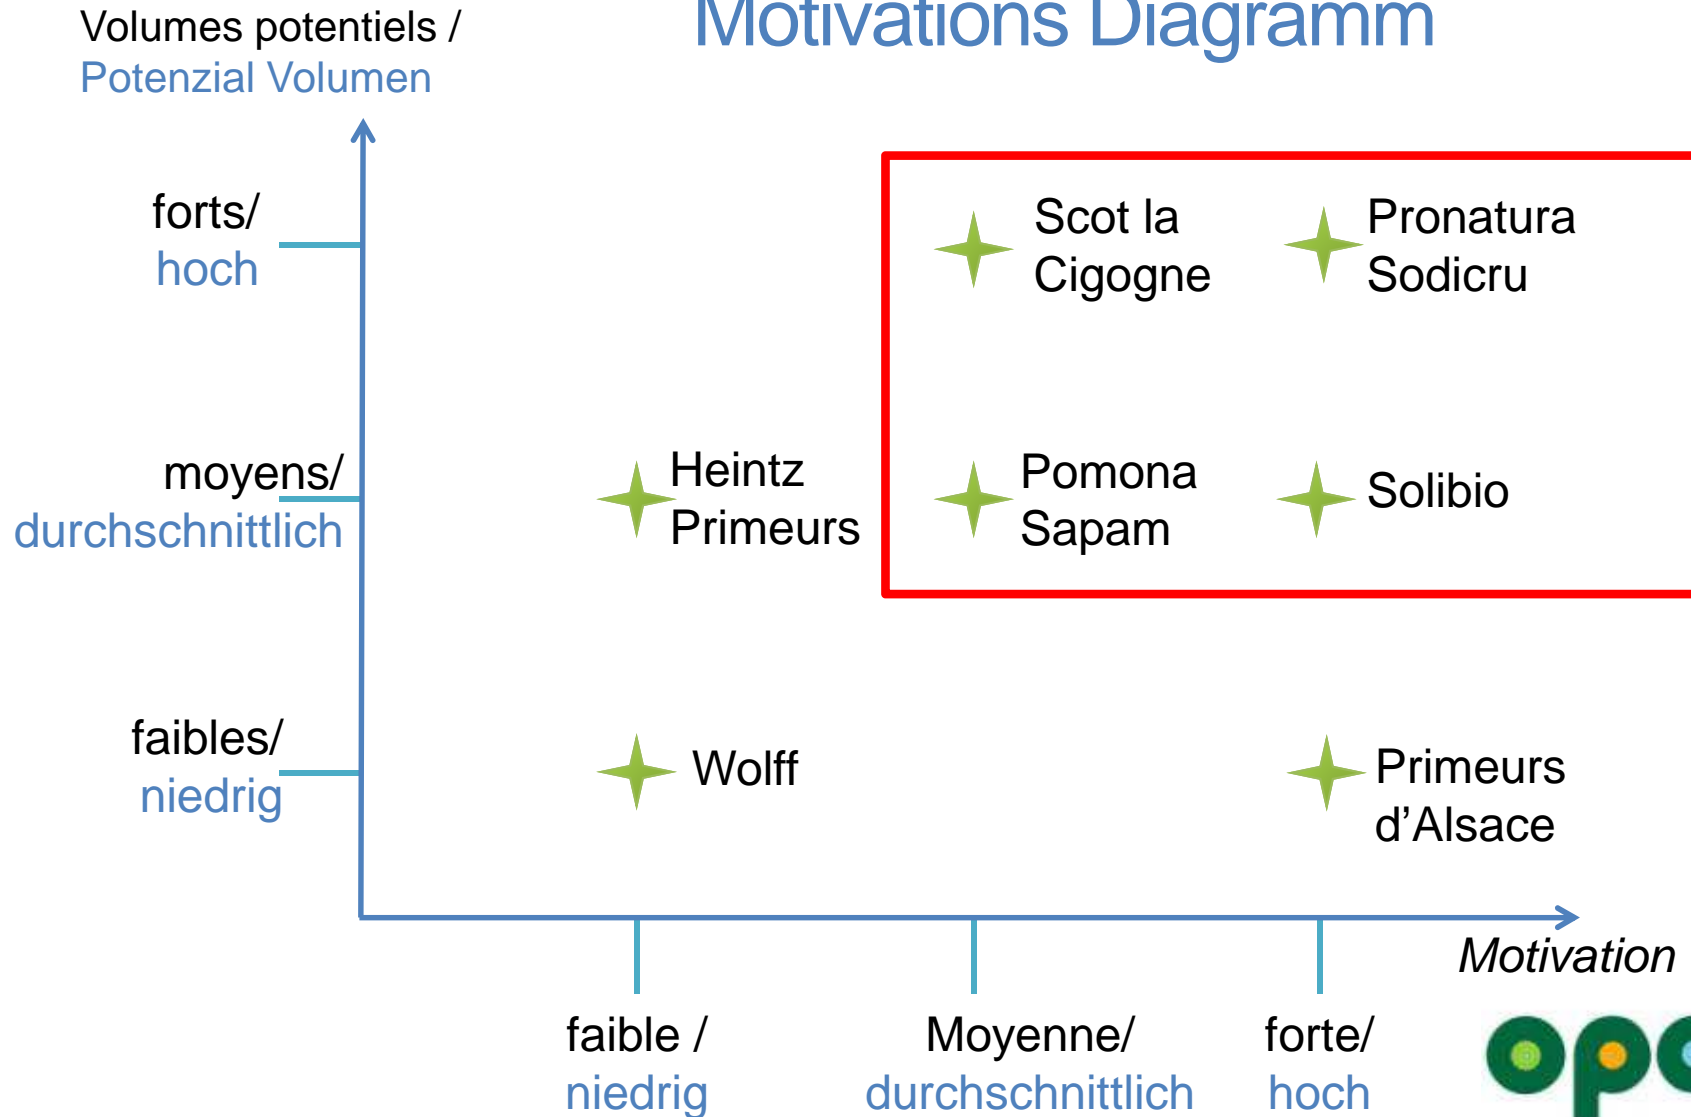 Motivations Diagramm
Volumes potentiels /
Potenzial Volumen
forts/
hoch
Scot la
Cigogne
Pronatura
Sodicru
moyens/
durchschnittlich
Heintz
Primeurs
Pomona
Sapam
Solibio
faibles/
niedrig
Wolff
Primeurs
d’Alsace
Motivation
faible /
niedrig
Moyenne/
durchschnittlich
forte/
hoch